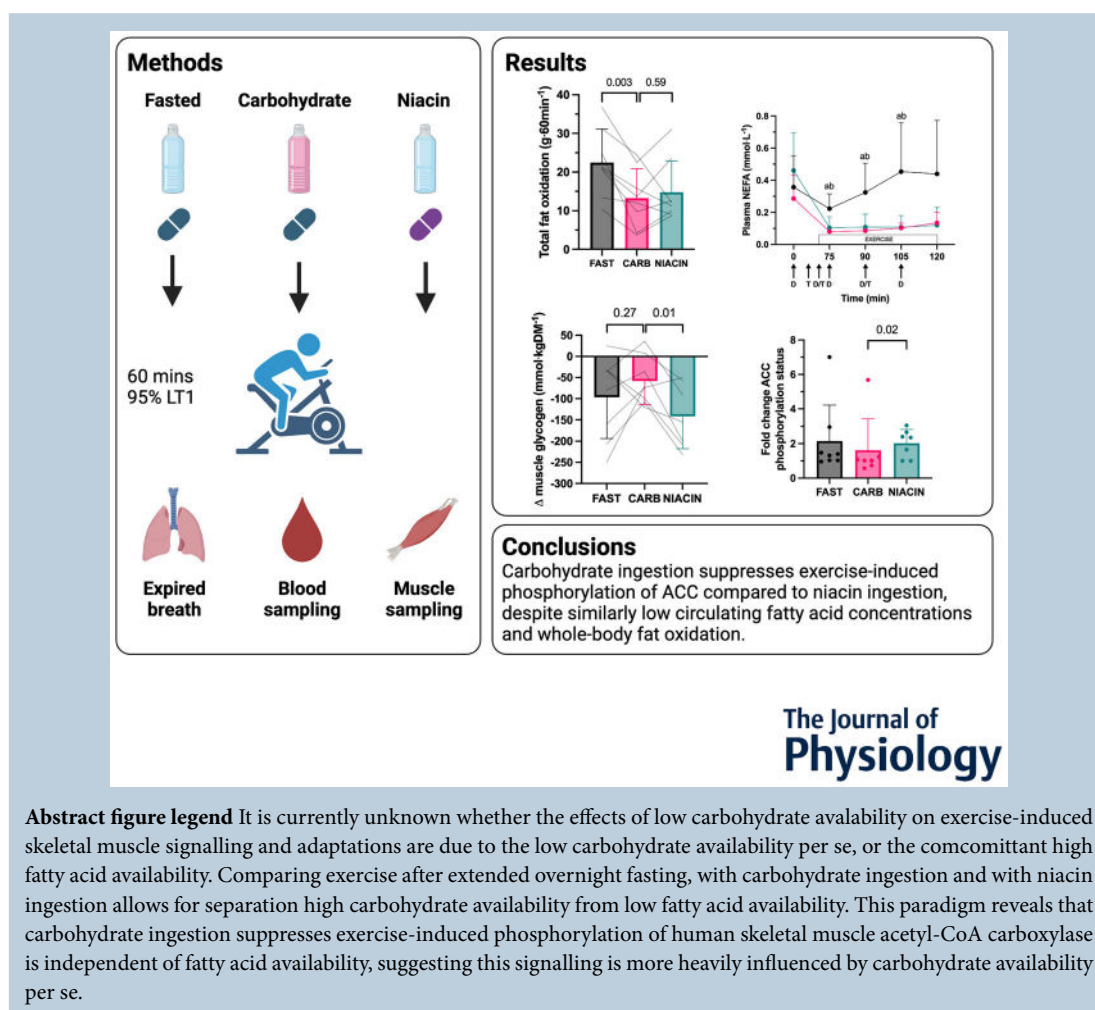 Methods
Fasted
Carbohydrate
Niacin
60 mins
95% LT1
Expired
breath
Blood
sampling
Muscle
sampling
Results
0.003
0.59
Total fat oxidation (g·60min⁻¹)
40
30
20
10
0
FAST
CARB
NIACIN
Plasma NEFA (mmol·L⁻¹)
0.8
0.6
0.4
0.2
0.0
ab
ab
ab
EXERCISE
0
75
90
105
120
D
T
D/T
D
D/T
D
Time (min)
0.27
0.01
Δ muscle glycogen (mmol·kgDM⁻¹)
50
0
-50
-100
-150
-200
-250
-300
FAST
CARB
NIACIN
0.02
Fold change ACC
phosphorylation status
8
6
4
2
0
FAST
CARB
NIACIN
Conclusions
Carbohydrate ingestion suppresses exercise-induced
phosphorylation of ACC compared to niacin ingestion,
despite similarly low circulating fatty acid concentrations
and whole-body fat oxidation.
The Journal of
Physiology
Abstract figure legend It is currently unknown whether the effects of low carbohydrate avalability on exercise-induced
skeletal muscle signalling and adaptations are due to the low carbohydrate availability per se, or the comcomittant high
fatty acid availability. Comparing exercise after extended overnight fasting, with carbohydrate ingestion and with niacin
ingestion allows for separation high carbohydrate availability from low fatty acid availability. This paradigm reveals that
carbohydrate ingestion suppresses exercise-induced phosphorylation of human skeletal muscle acetyl-CoA carboxylase
is independent of fatty acid availability, suggesting this signalling is more heavily influenced by carbohydrate availability
per se.